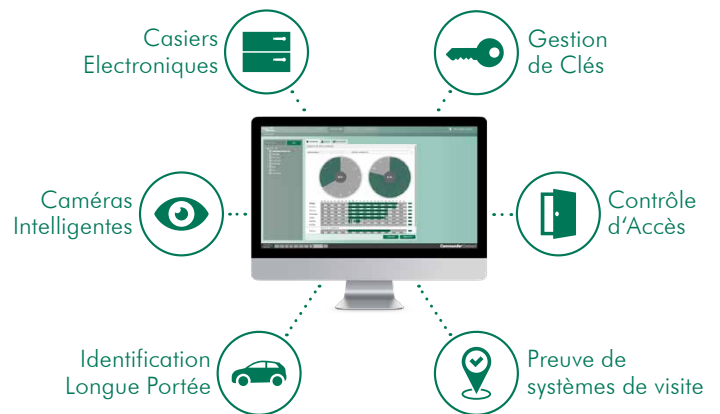 Casiers
Electroniques
Gestion
de Clés
Caméras
Intelligentes
Contrôle
d‘Accès
Identification
Longue Portée
Preuve de
systèmes de visite